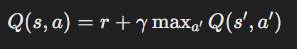 Q(s, a) = r + γ max_{a′} Q(s′, a′)